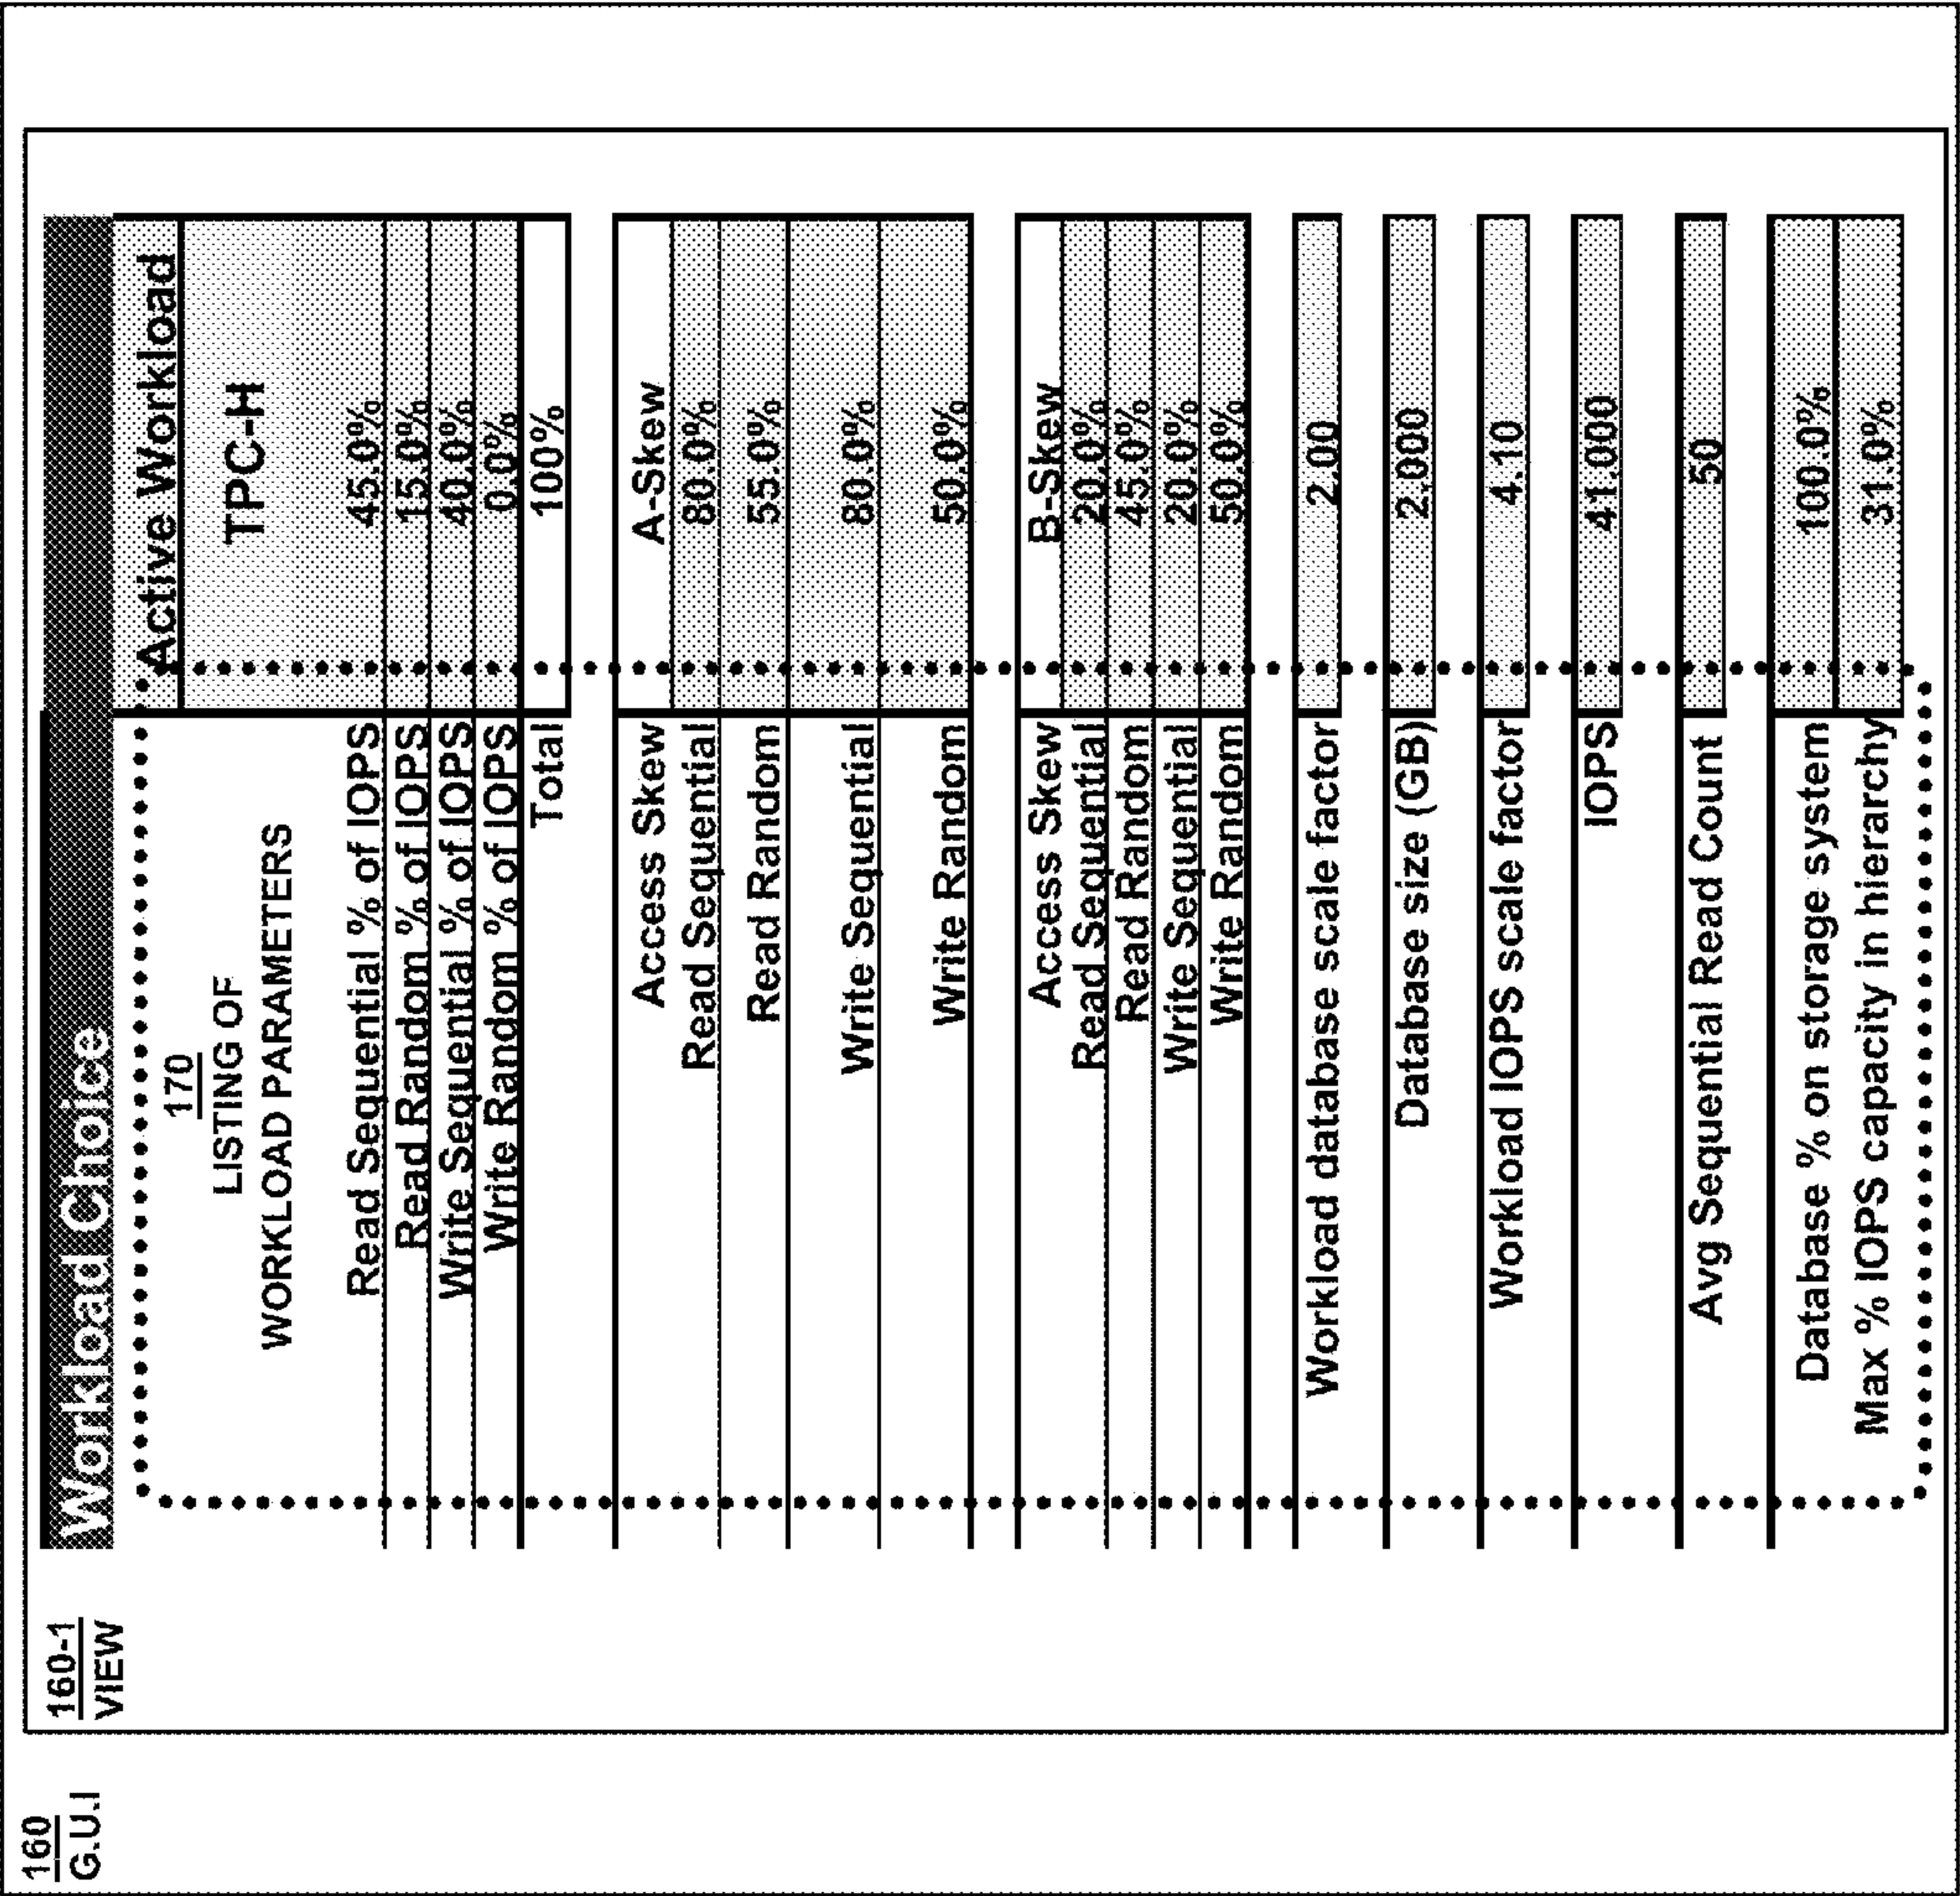 160
G.U.I
160-1
VIEW
Workload Choice
Active Workload
170
LISTING OF
WORKLOAD PARAMETERS
TPC-H
Read Sequential % of IOPS 45.0%
Read Random % of IOPS 15.0%
Write Sequential % of IOPS 40.0%
Write Random % of IOPS 0.0%
Total 100%
Access Skew A-Skew
Read Sequential 80.0%
Read Random 55.0%
Write Sequential 80.0%
Write Random 50.0%
Access Skew B-Skew
Read Sequential 20.0%
Read Random 45.0%
Write Sequential 20.0%
Write Random 50.0%
Workload database scale factor 2.00
Database size (GB) 2,000
Workload IOPS scale factor 4.10
IOPS 41,000
Avg Sequential Read Count 50
Database % on storage system 100.0%
Max % IOPS capacity in hierarchy 31.0%